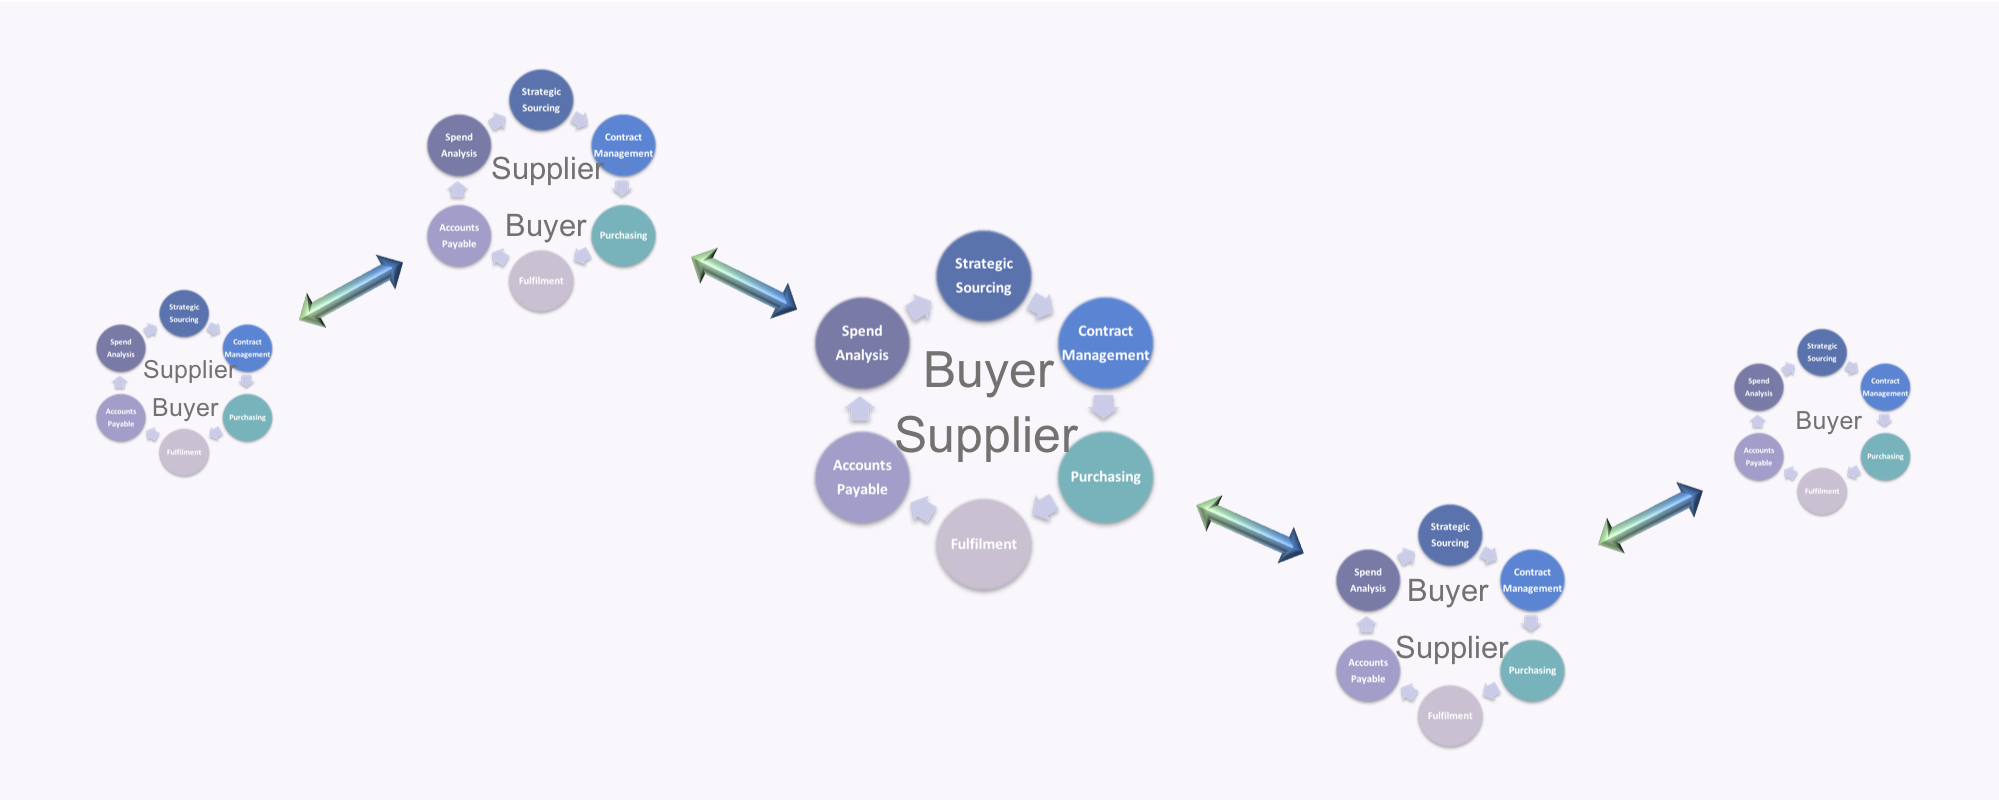 Strategic
Sourcing
Contract
Management
Purchasing
Fulfilment
Accounts
Payable
Spend
Analysis
Supplier
Buyer
Strategic
Sourcing
Contract
Management
Purchasing
Fulfilment
Accounts
Payable
Spend
Analysis
Supplier
Buyer
Strategic
Sourcing
Contract
Management
Purchasing
Fulfilment
Accounts
Payable
Spend
Analysis
Buyer
Supplier
Strategic
Sourcing
Contract
Management
Purchasing
Fulfilment
Accounts
Payable
Spend
Analysis
Buyer
Supplier
Strategic
Sourcing
Contract
Management
Purchasing
Fulfilment
Accounts
Payable
Spend
Analysis
Buyer